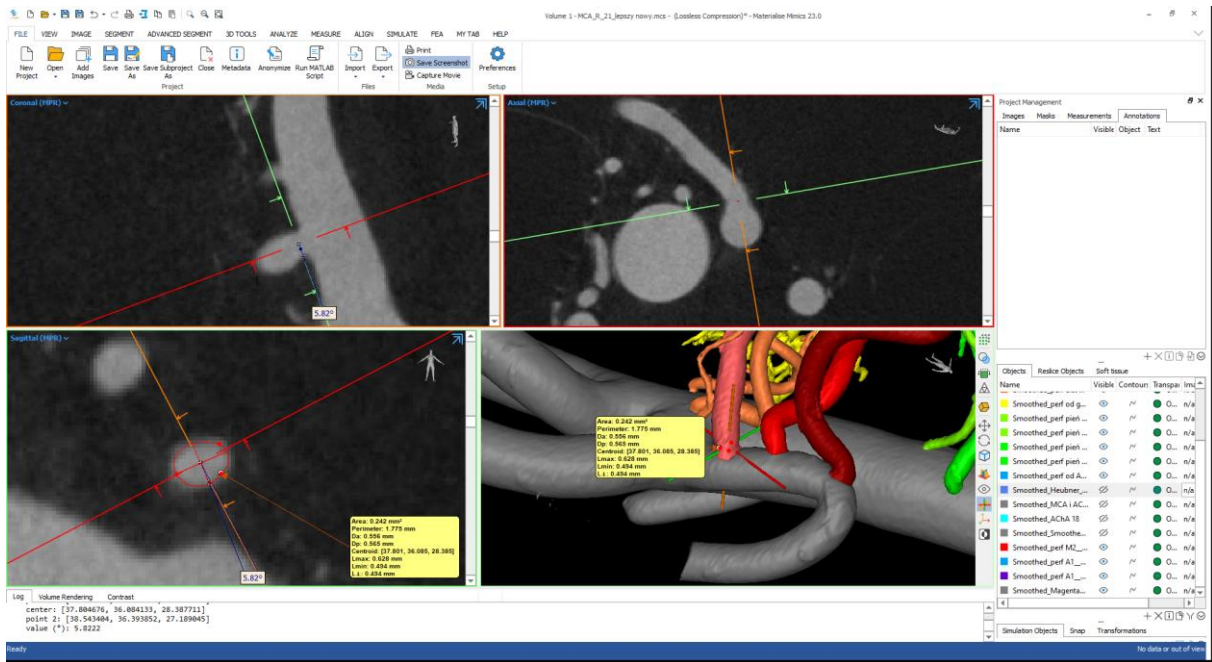 Volume 1 - MCA_R_21_lepszy nowy.mcs - (Lossless Compression)* - Materialise Mimics 23.0
FILE VIEW IMAGE SEGMENT ADVANCED SEGMENT 3D TOOLS ANALYZE MEASURE ALIGN SIMULATE FEA MY TAB HELP
New Project
Open
Add Images
Save
Save As
Save Subproject As
Close
Metadata
Anonymize
Run MATLAB Script
Import
Export
Print
Save Screenshot
Capture Movie
Preferences
Project
Files
Media
Setup
Coronal (MPR)
5.82º
Axial (MPR)
Sagittal (MPR)
Area: 0.242 mm²
Perimeter: 1.775 mm
Da: 0.556 mm
Dp: 0.565 mm
Centroid: [37.801, 36.085, 28.385]
Lmax: 0.628 mm
Lmin: 0.494 mm
L⊥: 0.494 mm
5.82º
Area: 0.242 mm²
Perimeter: 1.775 mm
Da: 0.556 mm
Dp: 0.565 mm
Centroid: [37.801, 36.085, 28.385]
Lmax: 0.628 mm
Lmin: 0.494 mm
L⊥: 0.494 mm
Project Management
Images Masks Measurements Annotations
Name Visible Object Text
Objects Reslice Objects Soft tissue
Name Visible Contour: Transpar
Smoothed_perf od g...
Smoothed_perf pień ...
Smoothed_perf pień ...
Smoothed_perf pień ...
Smoothed_perf pień ...
Smoothed_perf od A...
Smoothed_Heubner_...
Smoothed_MCA i AC...
Smoothed_AChA 18
Smoothed_Smoothe...
Smoothed_perf M2__...
Smoothed_perf A1__...
Smoothed_perf A1__...
Smoothed_Magenta...
Simulation Objects Snap Transformations
Log Volume Rendering Contrast
center: [37.804676, 36.084133, 28.387711]
point 2: [38.543404, 36.393852, 27.189045]
value (°): 5.8222
Ready
No data or out of view